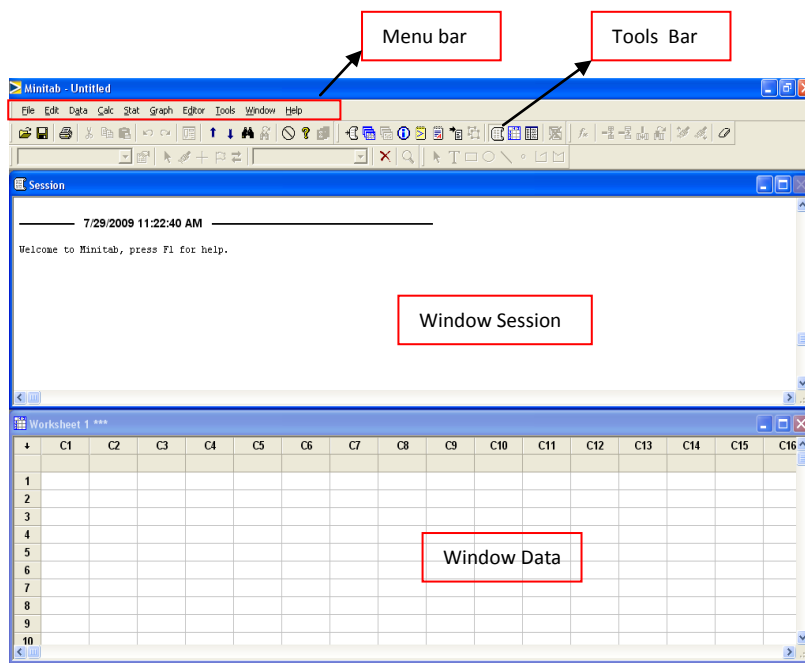 Menu bar
Tools Bar
Minitab - Untitled
File Edit Data Calc Stat Graph Editor Tools Window Help
Session
7/29/2009 11:22:40 AM
Welcome to Minitab, press F1 for help.
Window Session
Worksheet 1 ***
C1 C2 C3 C4 C5 C6 C7 C8 C9 C10 C11 C12 C13 C14 C15 C16
1
2
3
4
5
Window Data
6
7
8
9
10